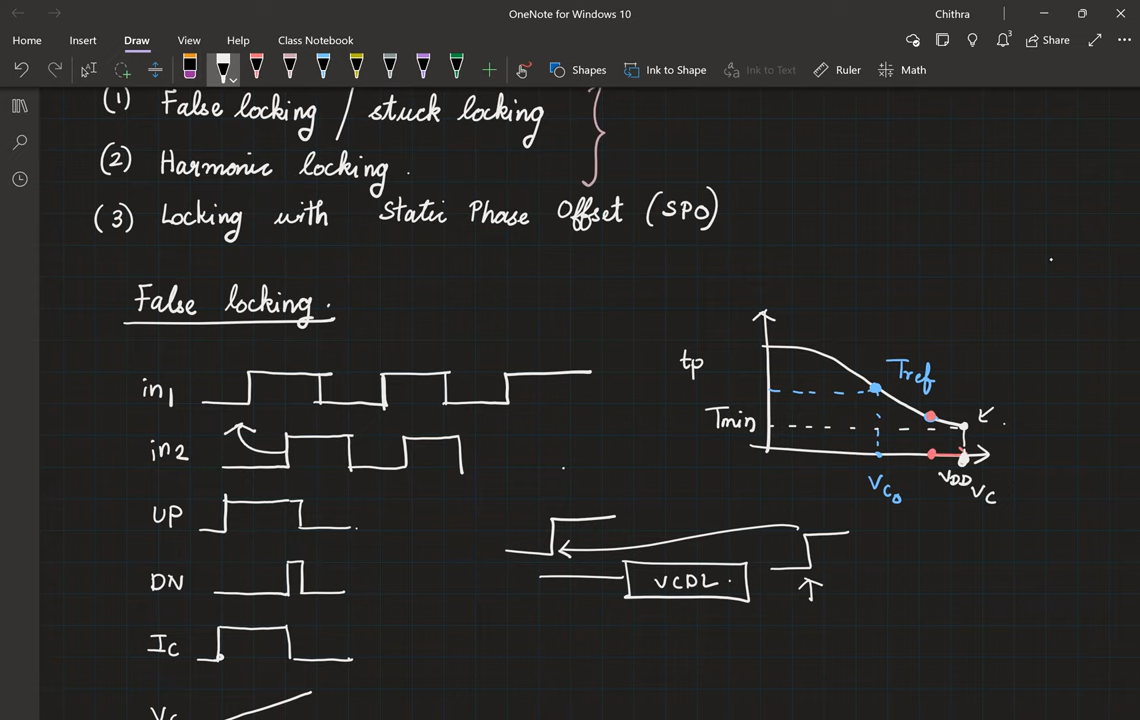 OneNote for Windows 10
Chithra
Home Insert Draw View Help Class Notebook
Share
Shapes Ink to Shape Ink to Text Ruler Math
(1) False locking / stuck locking
(2) Harmonic locking.
(3) Locking with Static Phase Offset (SPO)
False locking.
in1
in2
UP
DN
Ic
Vc
tp
Tref
Tmin
Vc0
VDD
Vc
VCDL.